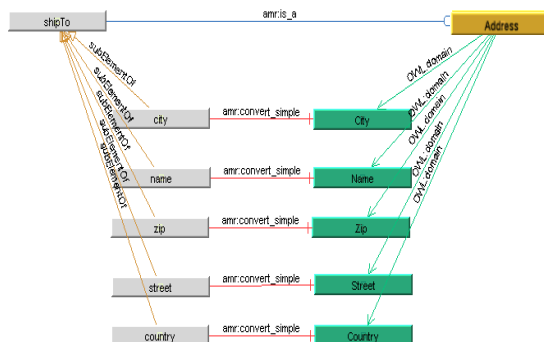 amr:is_a
shipTo
Address
subElementOf
OWL:domain
subElementOf
OWL:domain
subElementOf
OWL:domain
subElementOf
OWL:domain
subElementOf
OWL:domain
city
amr:convert_simple
City
name
amr:convert_simple
Name
zip
amr:convert_simple
Zip
street
amr:convert_simple
Street
country
amr:convert_simple
Country